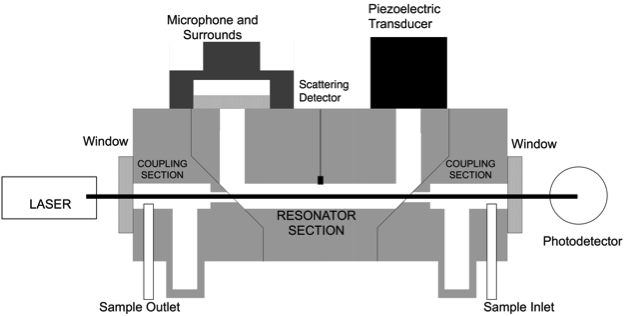 Microphone and
Surrounds
Piezoelectric
Transducer
Scattering
Detector
Window
COUPLING
SECTION
COUPLING
SECTION
Window
LASER
RESONATOR
SECTION
Photodetector
Sample Outlet
Sample Inlet